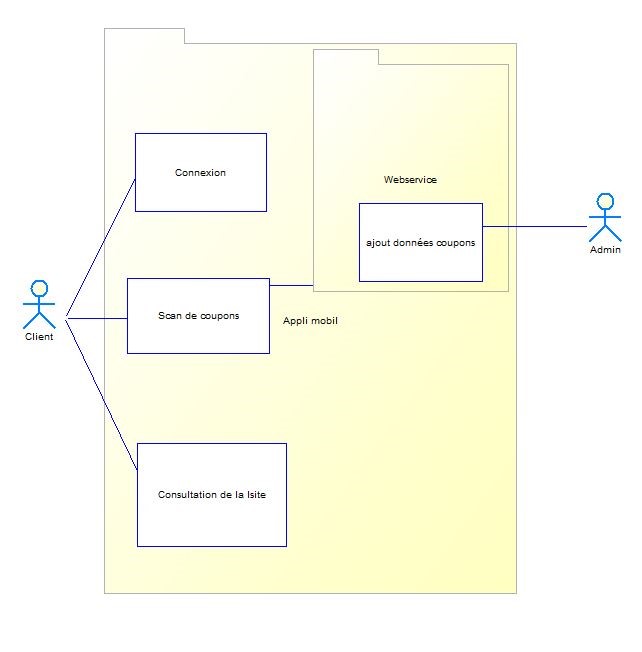 Connexion
Webservice
ajout données coupons
Admin
Client
Scan de coupons
Appli mobil
Consultation de la lsite